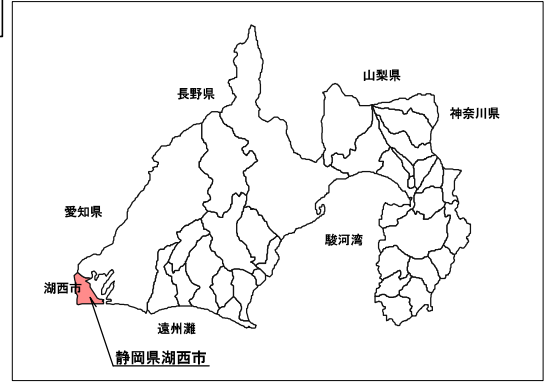 山梨県
長野県
神奈川県
愛知県
駿河湾
湖西市
遠州灘
静岡県湖西市